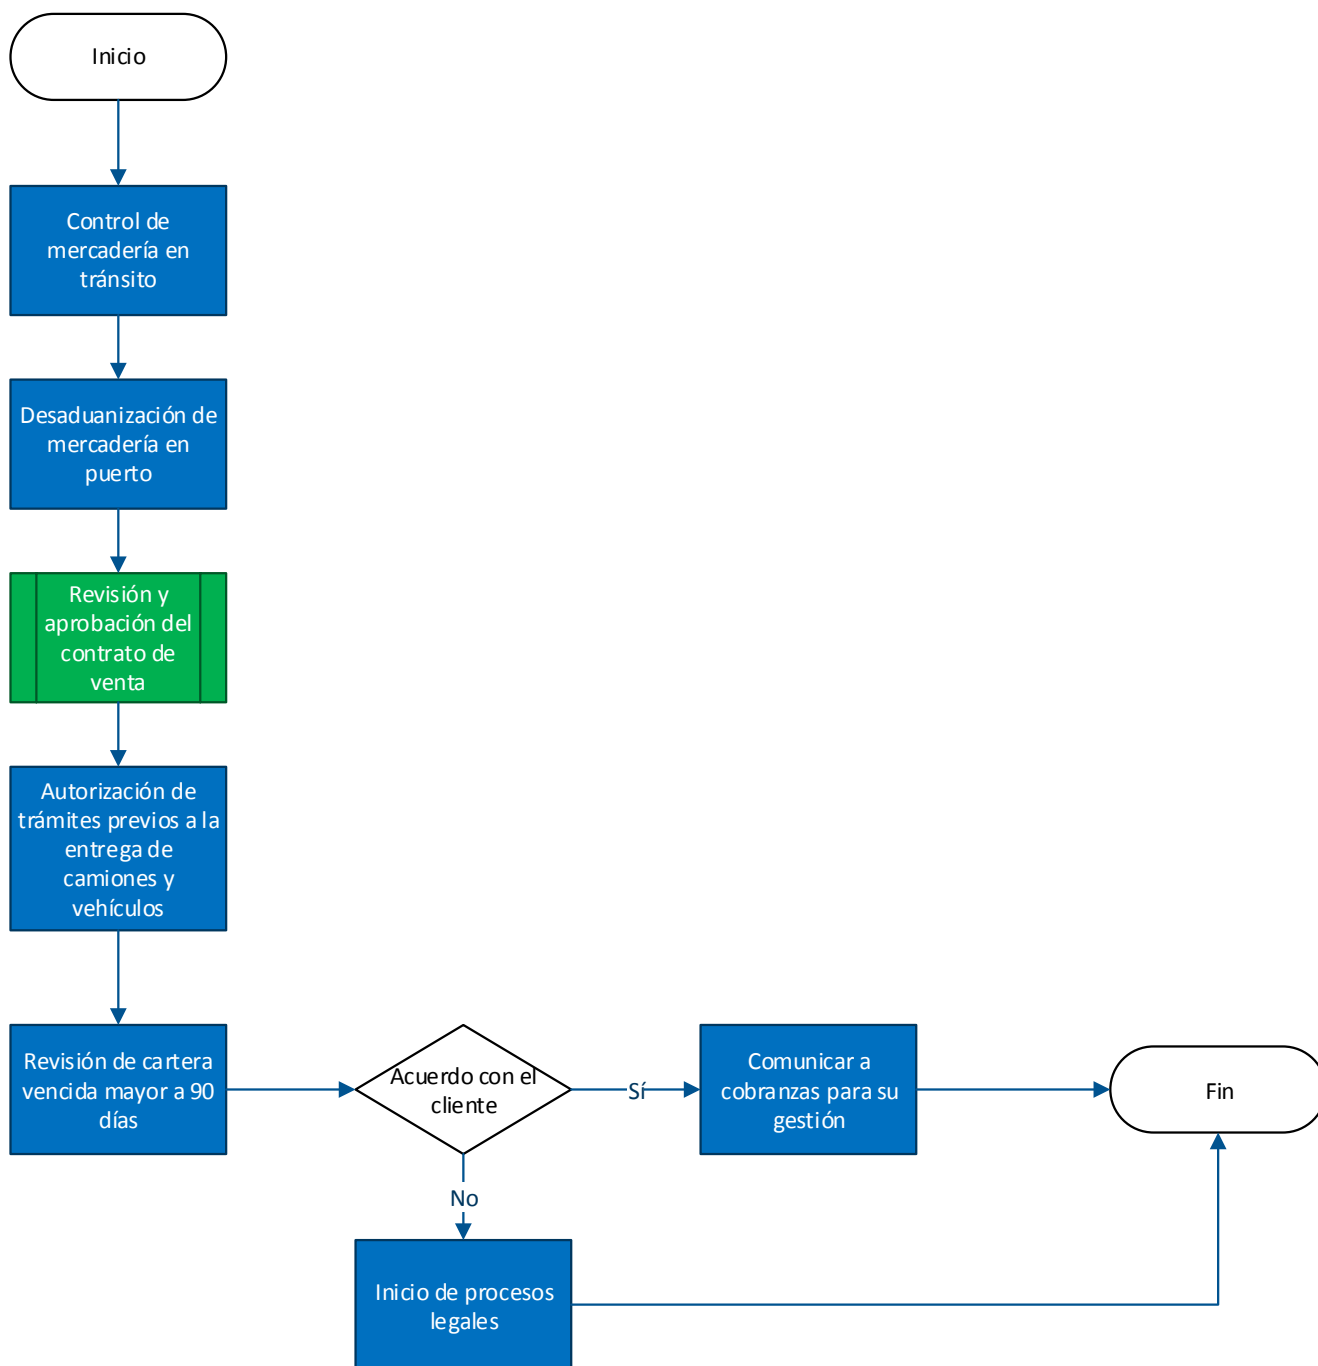 Inicio
Control de
mercadería en
tránsito
Desaduanización de
mercadería en
puerto
Revisión y
aprobación del
contrato de
venta
Autorización de
trámites previos a la
entrega de
camiones y
vehículos
Revisión de cartera
vencida mayor a 90
días
Acuerdo con el
cliente
Sí
Comunicar a
cobranzas para su
gestión
Fin
No
Inicio de procesos
legales